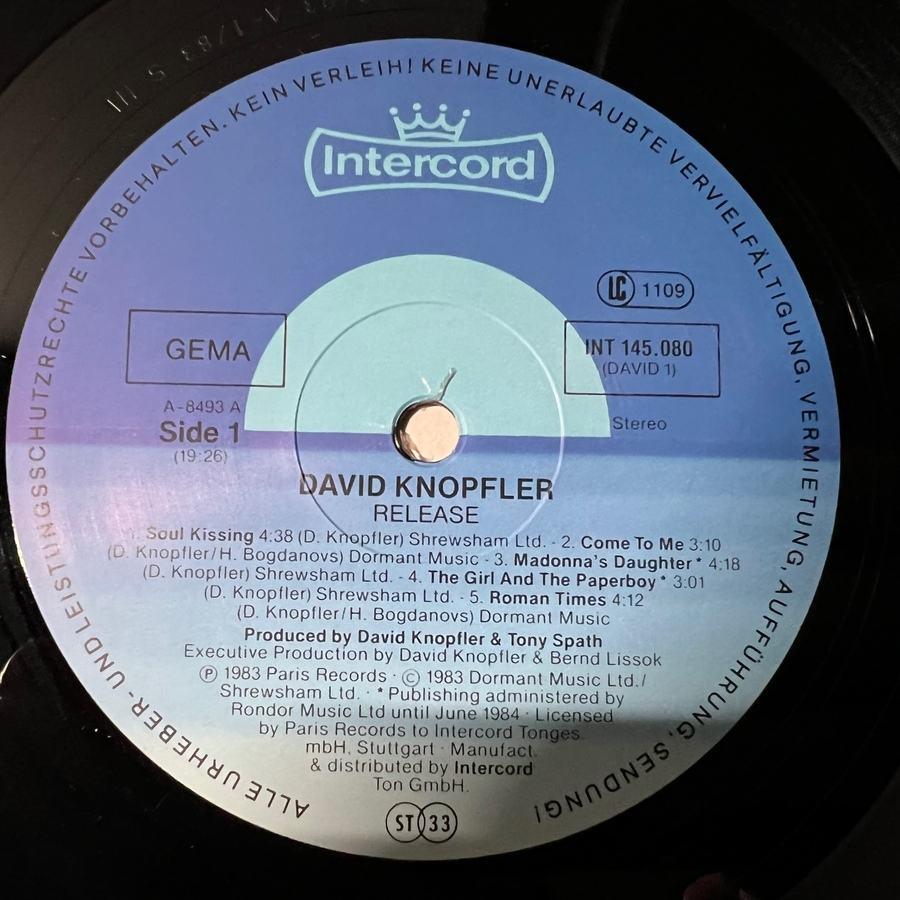 ALLE URHEBER- UND LEISTUNGSSCHUTZRECHTE VORBEHALTEN. KEIN VERLEIH! KEINE UNERLAUBTE VERVIELFÄLTIGUNG, VERMIETUNG, AUFFÜHRUNG, SENDUNG!
Intercord
LC 1109
GEMA
INT 145.080
(DAVID 1)
A-8493 A
Side 1
(19:26)
Stereo
DAVID KNOPFLER
RELEASE
1. Soul Kissing 4:38 (D. Knopfler) Shrewsham Ltd. - 2. Come To Me 3:10
(D. Knopfler/H. Bogdanovs) Dormant Music - 3. Madonna's Daughter* 4:18
(D. Knopfler) Shrewsham Ltd. - 4. The Girl And The Paperboy* 3:01
(D. Knopfler) Shrewsham Ltd. - 5. Roman Times 4:12
(D. Knopfler/H. Bogdanovs) Dormant Music
Produced by David Knopfler & Tony Spath
Executive Production by David Knopfler & Bernd Lissok
Ⓟ 1983 Paris Records · © 1983 Dormant Music Ltd./
Shrewsham Ltd. · * Publishing administered by
Rondor Music Ltd until June 1984 · Licensed
by Paris Records to Intercord Tonges.
mbH, Stuttgart · Manufact.
& distributed by Intercord
Ton GmbH.
ST 33